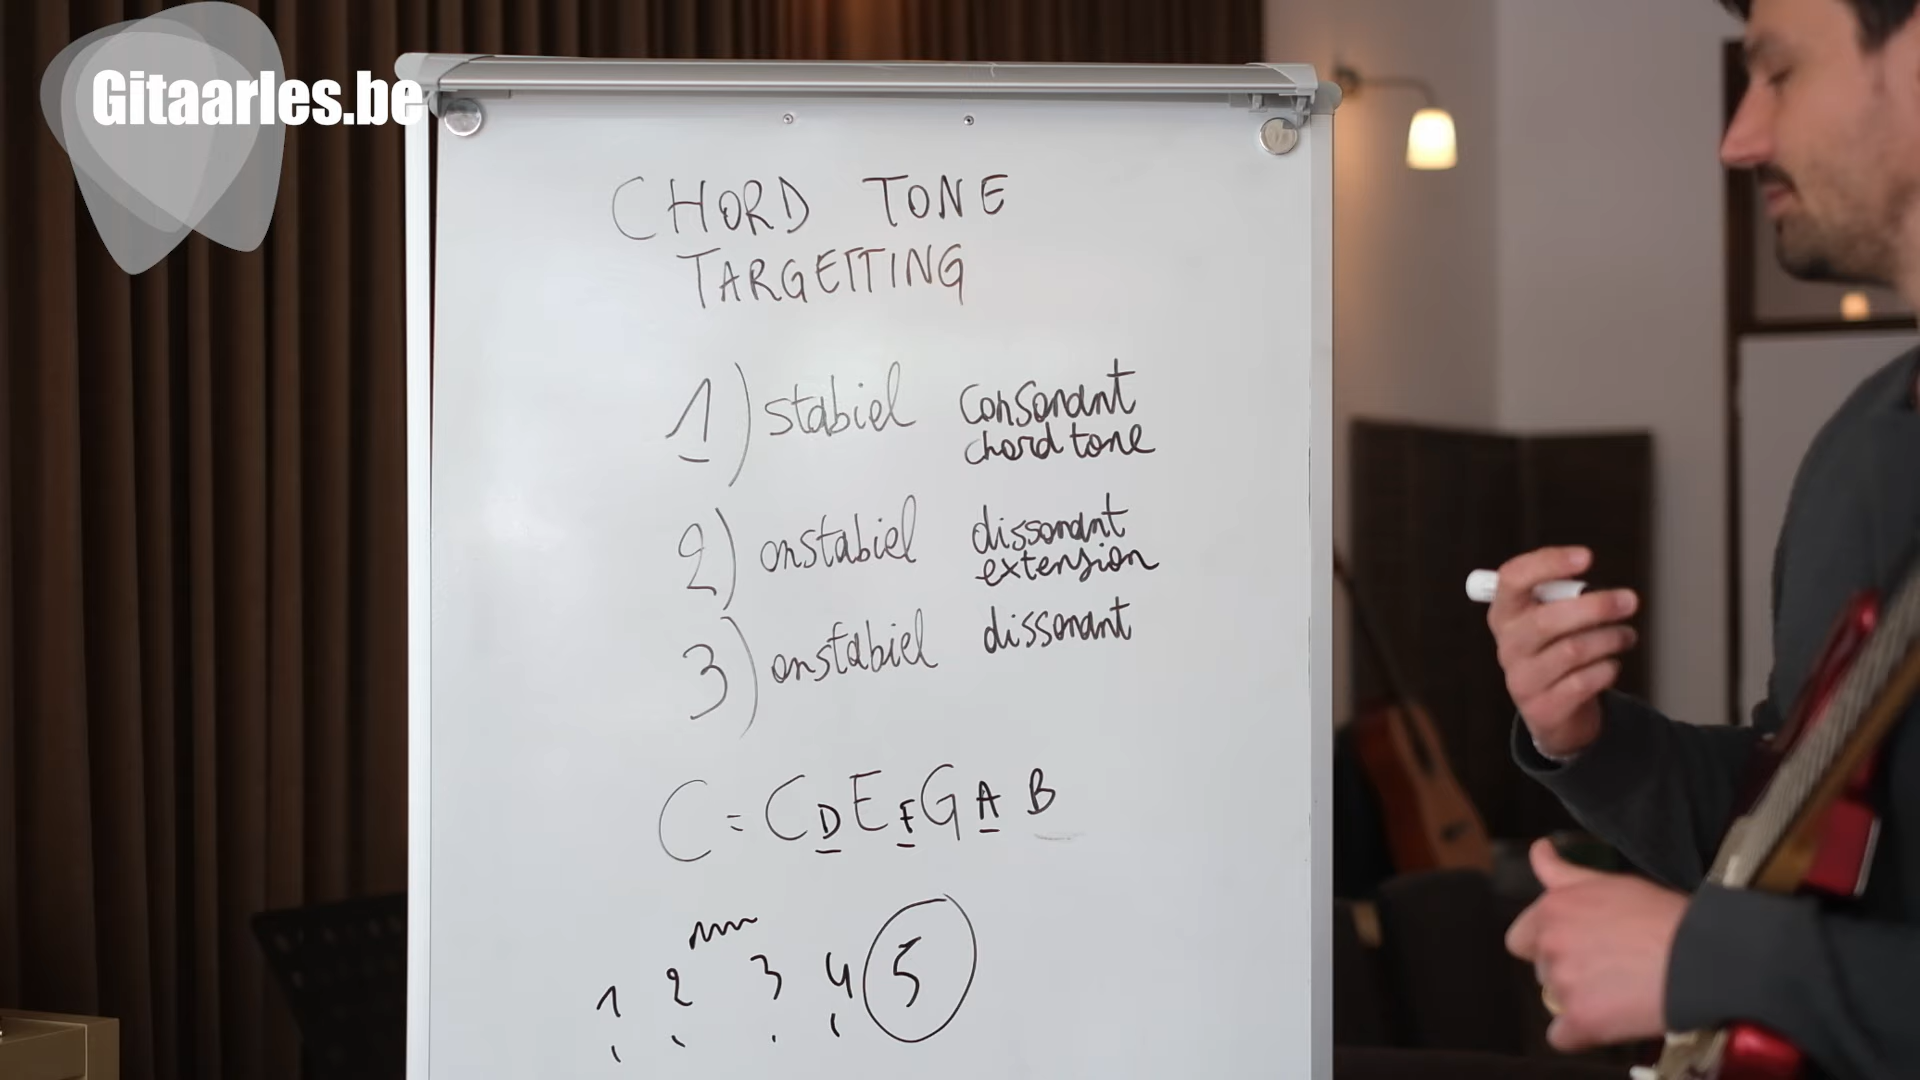 Gitaarles.be
CHORD TONE
TARGETTING
1) stabiel consonant
chord tone
2) onstabiel dissonant
extension
3) onstabiel dissonant
C = C D E F G A B
1 2 3 4 5